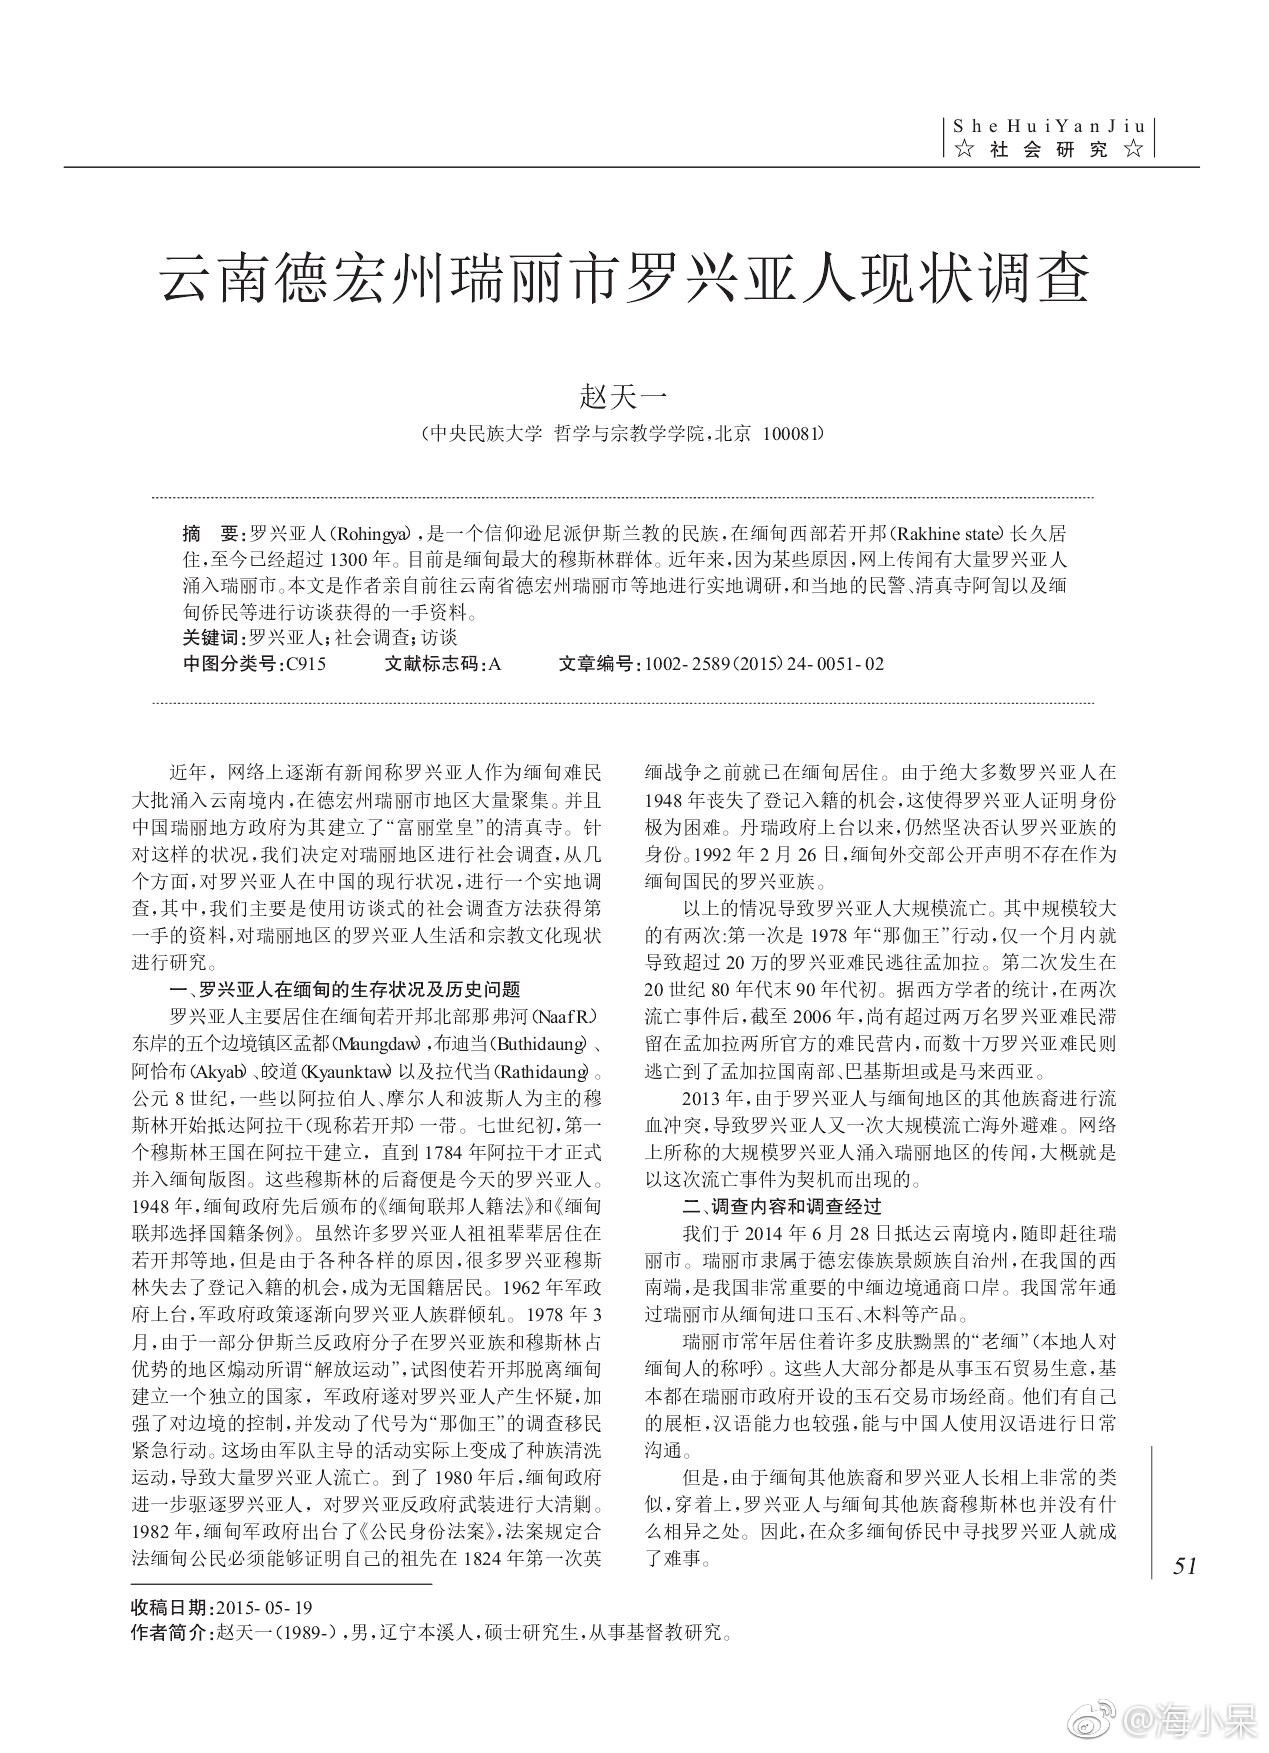 SheHuiYanJiu
☆ 社会研究 ☆
云南德宏州瑞丽市罗兴亚人现状调查
赵天一
(中央民族大学 哲学与宗教学学院,北京 100081)
摘 要:罗兴亚人(Rohingya),是一个信仰逊尼派伊斯兰教的民族,在缅甸西部若开邦(Rakhine state)长久居
住,至今已经超过1300年。目前是缅甸最大的穆斯林群体。近年来,因为某些原因,网上传闻有大量罗兴亚人
涌入瑞丽市。本文是作者亲自前往云南省德宏州瑞丽市等地进行实地调研,和当地的民警、清真寺阿訇以及缅
甸侨民等进行访谈获得的一手资料。
关键词:罗兴亚人;社会调查;访谈
中图分类号:C915 文献标志码:A 文章编号:1002-2589(2015)24-0051-02
近年,网络上逐渐有新闻称罗兴亚人作为缅甸难民
大批涌入云南境内,在德宏州瑞丽市地区大量聚集。并且
中国瑞丽地方政府为其建立了“富丽堂皇”的清真寺。针
对这样的状况,我们决定对瑞丽地区进行社会调查,从几
个方面,对罗兴亚人在中国的现行状况,进行一个实地调
查,其中,我们主要是使用访谈式的社会调查方法获得第
一手的资料,对瑞丽地区的罗兴亚人生活和宗教文化现状
进行研究。
一、罗兴亚人在缅甸的生存状况及历史问题
罗兴亚人主要居住在缅甸若开邦北部那弗河(Naaf R)
东岸的五个边境镇区孟都(Maungdaw),布迪当(Buthidaung)、
阿恰布(Akyab)、皎道(Kyaunktaw)以及拉代当(Rathidaung)。
公元8世纪,一些以阿拉伯人、摩尔人和波斯人为主的穆
斯林开始抵达阿拉干(现称若开邦)一带。七世纪初,第一
个穆斯林王国在阿拉干建立,直到1784年阿拉干才正式
并入缅甸版图。这些穆斯林的后裔便是今天的罗兴亚人。
1948年,缅甸政府先后颁布的《缅甸联邦人籍法》和《缅甸
联邦选择国籍条例》。虽然许多罗兴亚人祖祖辈辈居住在
若开邦等地,但是由于各种各样的原因,很多罗兴亚穆斯
林失去了登记入籍的机会,成为无国籍居民。1962年军政
府上台,军政府政策逐渐向罗兴亚人族群倾轧。1978年3
月,由于一部分伊斯兰反政府分子在罗兴亚族和穆斯林占
优势的地区煽动所谓“解放运动”,试图使若开邦脱离缅甸
建立一个独立的国家,军政府遂对罗兴亚人产生怀疑,加
强了对边境的控制,并发动了代号为“那伽王”的调查移民
紧急行动。这场由军队主导的活动实际上变成了种族清洗
运动,导致大量罗兴亚人流亡。到了1980年后,缅甸政府
进一步驱逐罗兴亚人,对罗兴亚反政府武装进行大清剿。
1982年,缅甸军政府出台了《公民身份法案》,法案规定合
法缅甸公民必须能够证明自己的祖先在1824年第一次英
缅战争之前就已在缅甸居住。由于绝大多数罗兴亚人在
1948年丧失了登记入籍的机会,这使得罗兴亚人证明身份
极为困难。丹瑞政府上台以来,仍然坚决否认罗兴亚族的
身份。1992年2月26日,缅甸外交部公开声明不存在作为
缅甸国民的罗兴亚族。
以上的情况导致罗兴亚人大规模流亡。其中规模较大
的有两次:第一次是1978年“那伽王”行动,仅一个月内就
导致超过20万的罗兴亚难民逃往孟加拉。第二次发生在
20世纪80年代末90年代初。据西方学者的统计,在两次
流亡事件后,截至2006年,尚有超过两万名罗兴亚难民滞
留在孟加拉两所官方的难民营内,而数十万罗兴亚难民则
逃亡到了孟加拉国南部、巴基斯坦或是马来西亚。
2013年,由于罗兴亚人与缅甸地区的其他族裔进行流
血冲突,导致罗兴亚人又一次大规模流亡海外避难。网络
上所称的大规模罗兴亚人涌入瑞丽地区的传闻,大概就是
以这次流亡事件为契机而出现的。
二、调查内容和调查经过
我们于2014年6月28日抵达云南境内,随即赶往瑞
丽市。瑞丽市隶属于德宏傣族景颇族自治州,在我国的西
南端,是我国非常重要的中缅边境通商口岸。我国常年通
过瑞丽市从缅甸进口玉石、木料等产品。
瑞丽市常年居住着许多皮肤黝黑的“老缅”(本地人对
缅甸人的称呼)。这些人大部分都是从事玉石贸易生意,基
本都在瑞丽市政府开设的玉石交易市场经商。他们有自己
的展柜,汉语能力也较强,能与中国人使用汉语进行日常
沟通。
但是,由于缅甸其他族裔和罗兴亚人长相上非常的类
似,穿着上,罗兴亚人与缅甸其他族裔穆斯林也并没有什
么相异之处。因此,在众多缅甸侨民中寻找罗兴亚人就成
了难事。
51
收稿日期:2015-05-19
作者简介:赵天一(1989-),男,辽宁本溪人,硕士研究生,从事基督教研究。
@海小呆